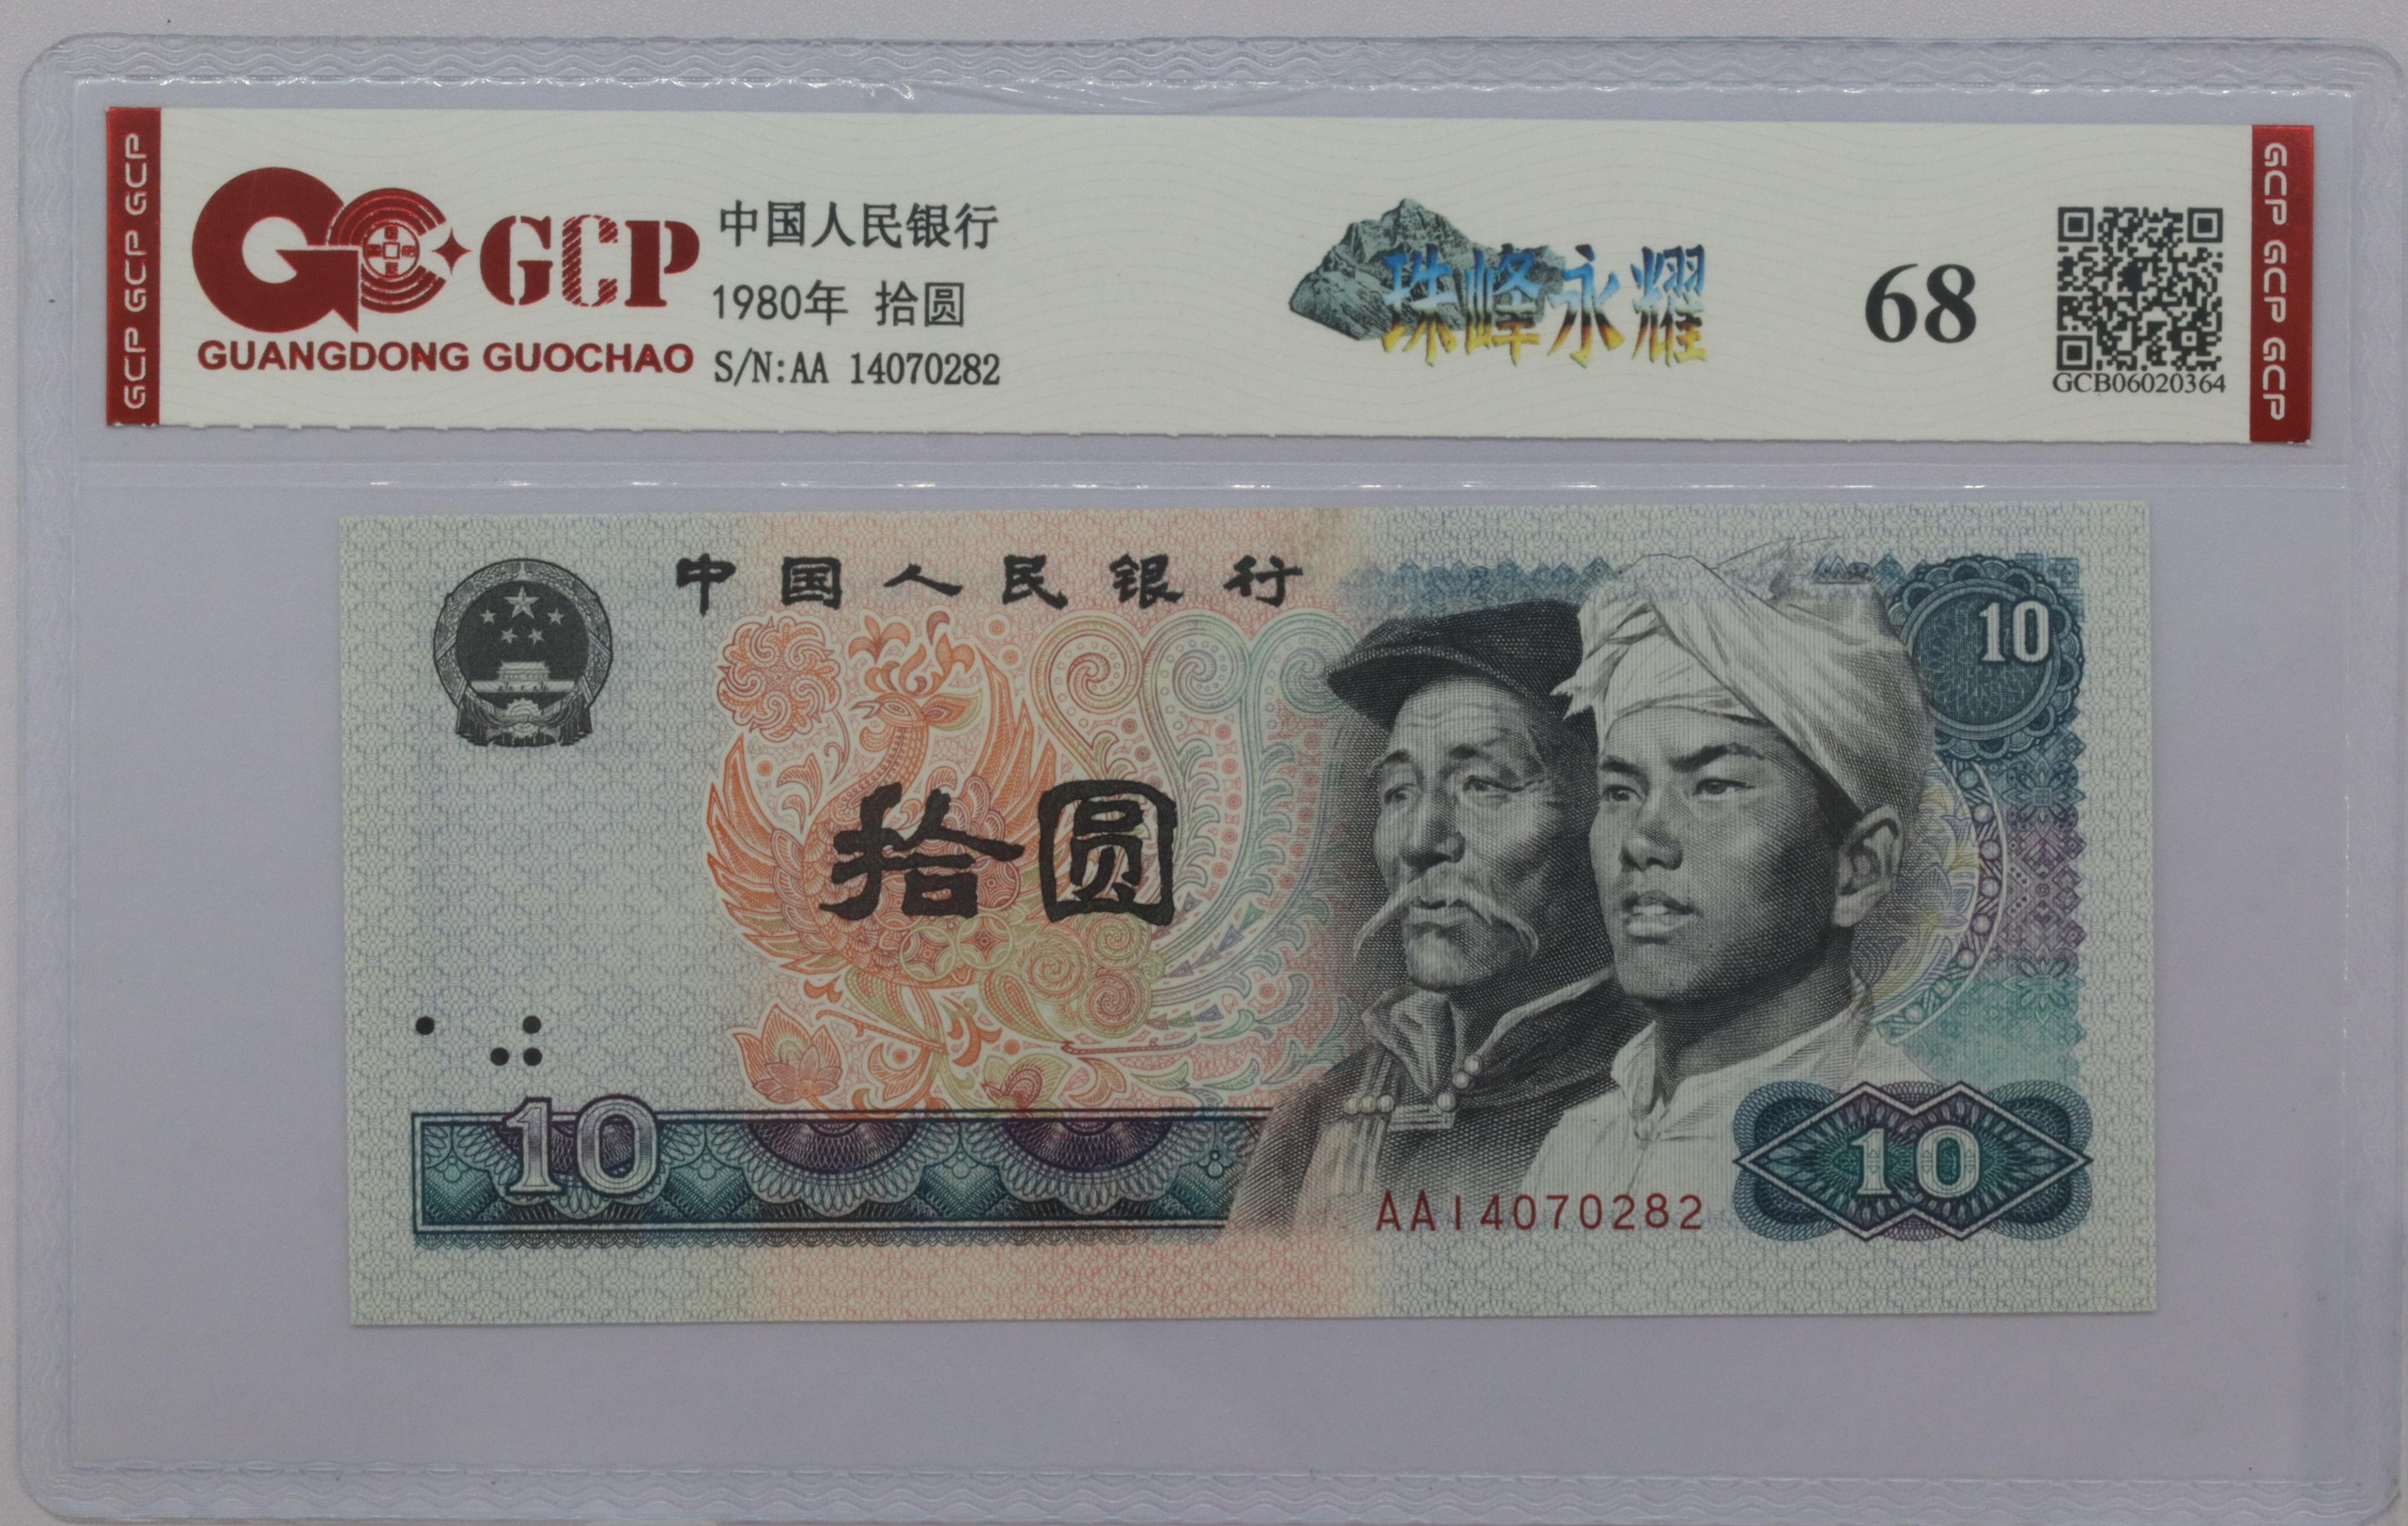 GCP GCP GCP
GCP
GUANGDONG GUOCHAO
中国人民银行
1980年 拾圆
S/N:AA 14070282
珠峰永耀
68
GCB06020364
GCP GCP GCP
中国人民银行
10
拾圆
10
AA14070282
10